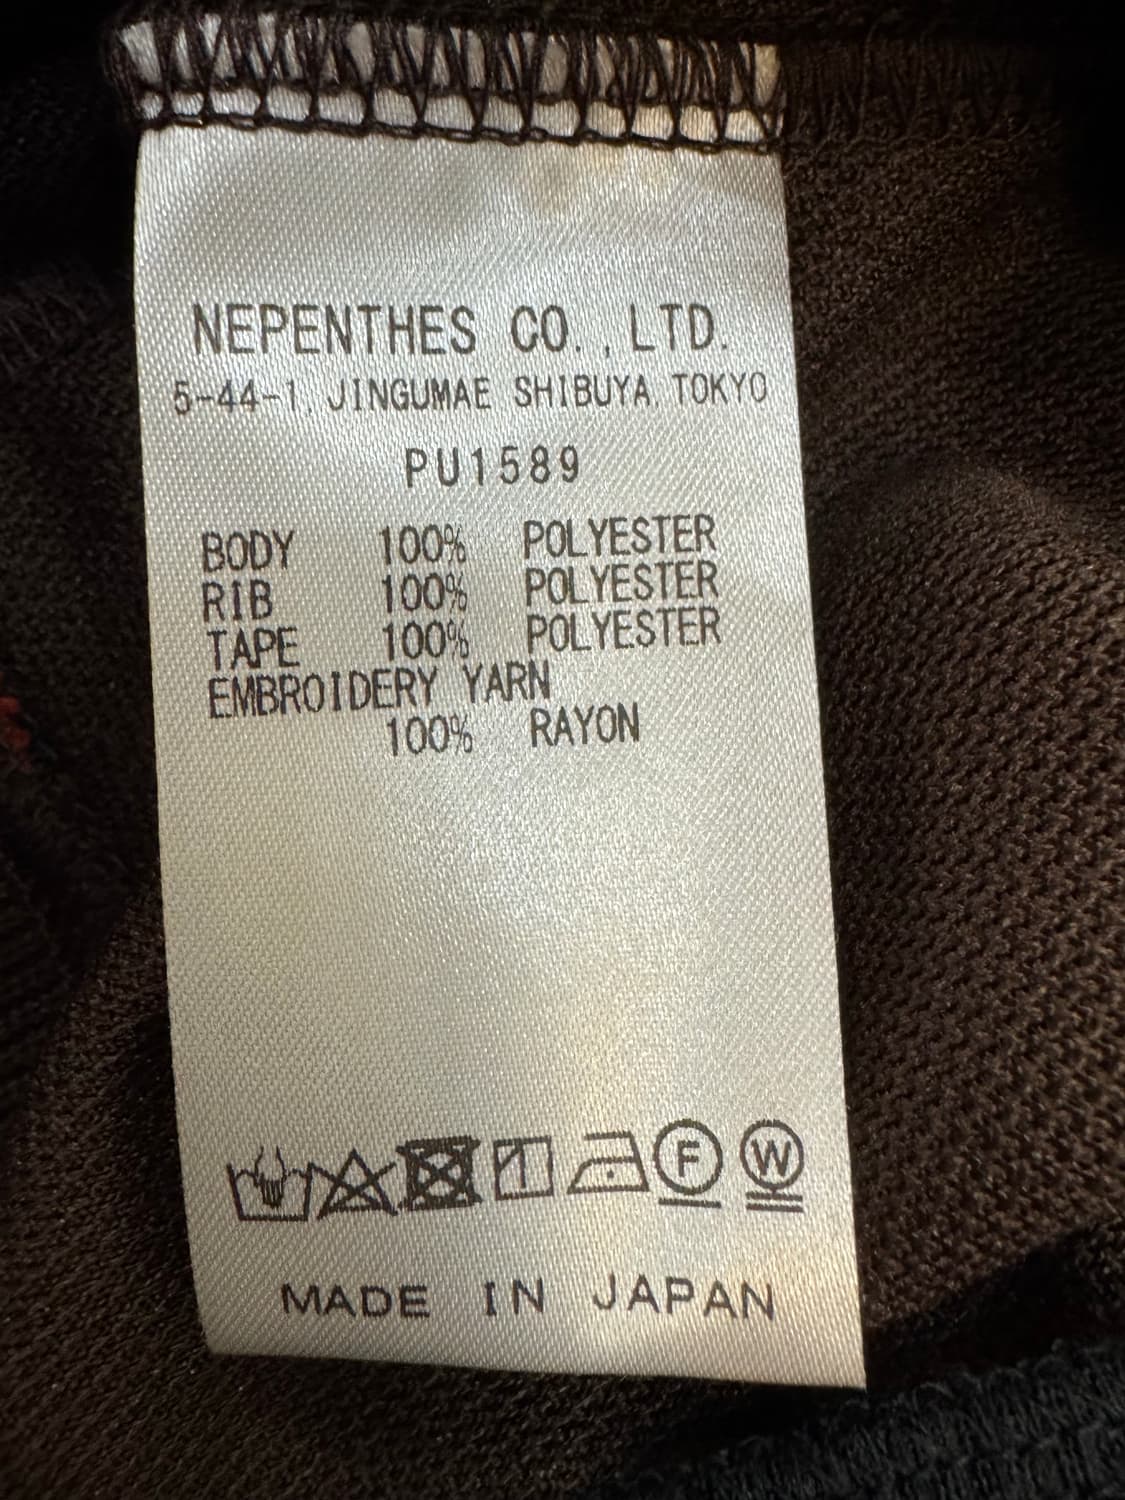 NEPENTHES CO.,LTD.
5-44-1, JINGUMAE SHIBUYA, TOKYO
PU1589
BODY 100% POLYESTER
RIB 100% POLYESTER
TAPE 100% POLYESTER
EMBROIDERY YARN
100% RAYON
F W
MADE IN JAPAN